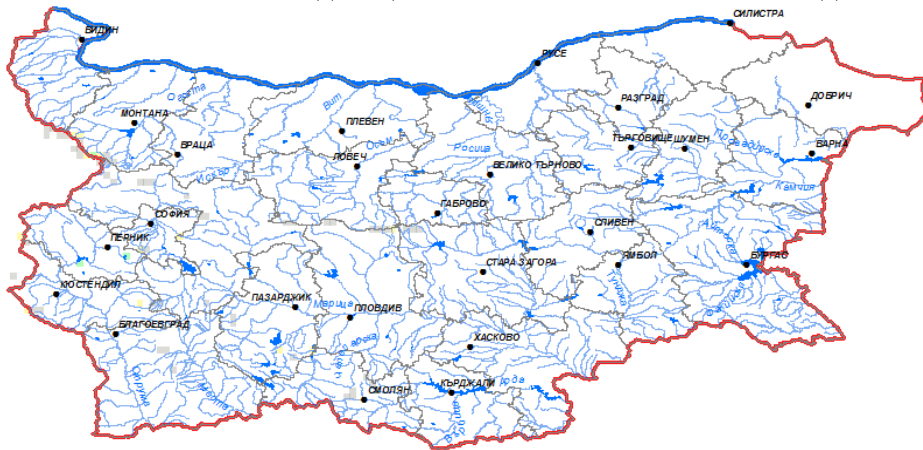 СИЛИСТРА
ВИДИН
РУСЕ
Огоста
Вит
МОНТАНА
ПЛЕВЕН
РАЗГРАД
ДОБРИЧ
Осъм
ВРАЦА
ЛОВЕЧ
Росица
ТЪРГОВИЩЕ
ШУМЕН
Провадийска
ВАРНА
Искър
ВЕЛИКО ТЪРНОВО
Камчия
ГАБРОВО
СОФИЯ
СЛИВЕН
ПЕРНИК
СТАРА ЗАГОРА
ЯМБОЛ
БУРГАС
Тунджа
КЮСТЕНДИЛ
ПАЗАРДЖИК
Марица
ПЛОВДИВ
БЛАГОЕВГРАД
ХАСКОВО
Струма
Места
СМОЛЯН
КЪРДЖАЛИ